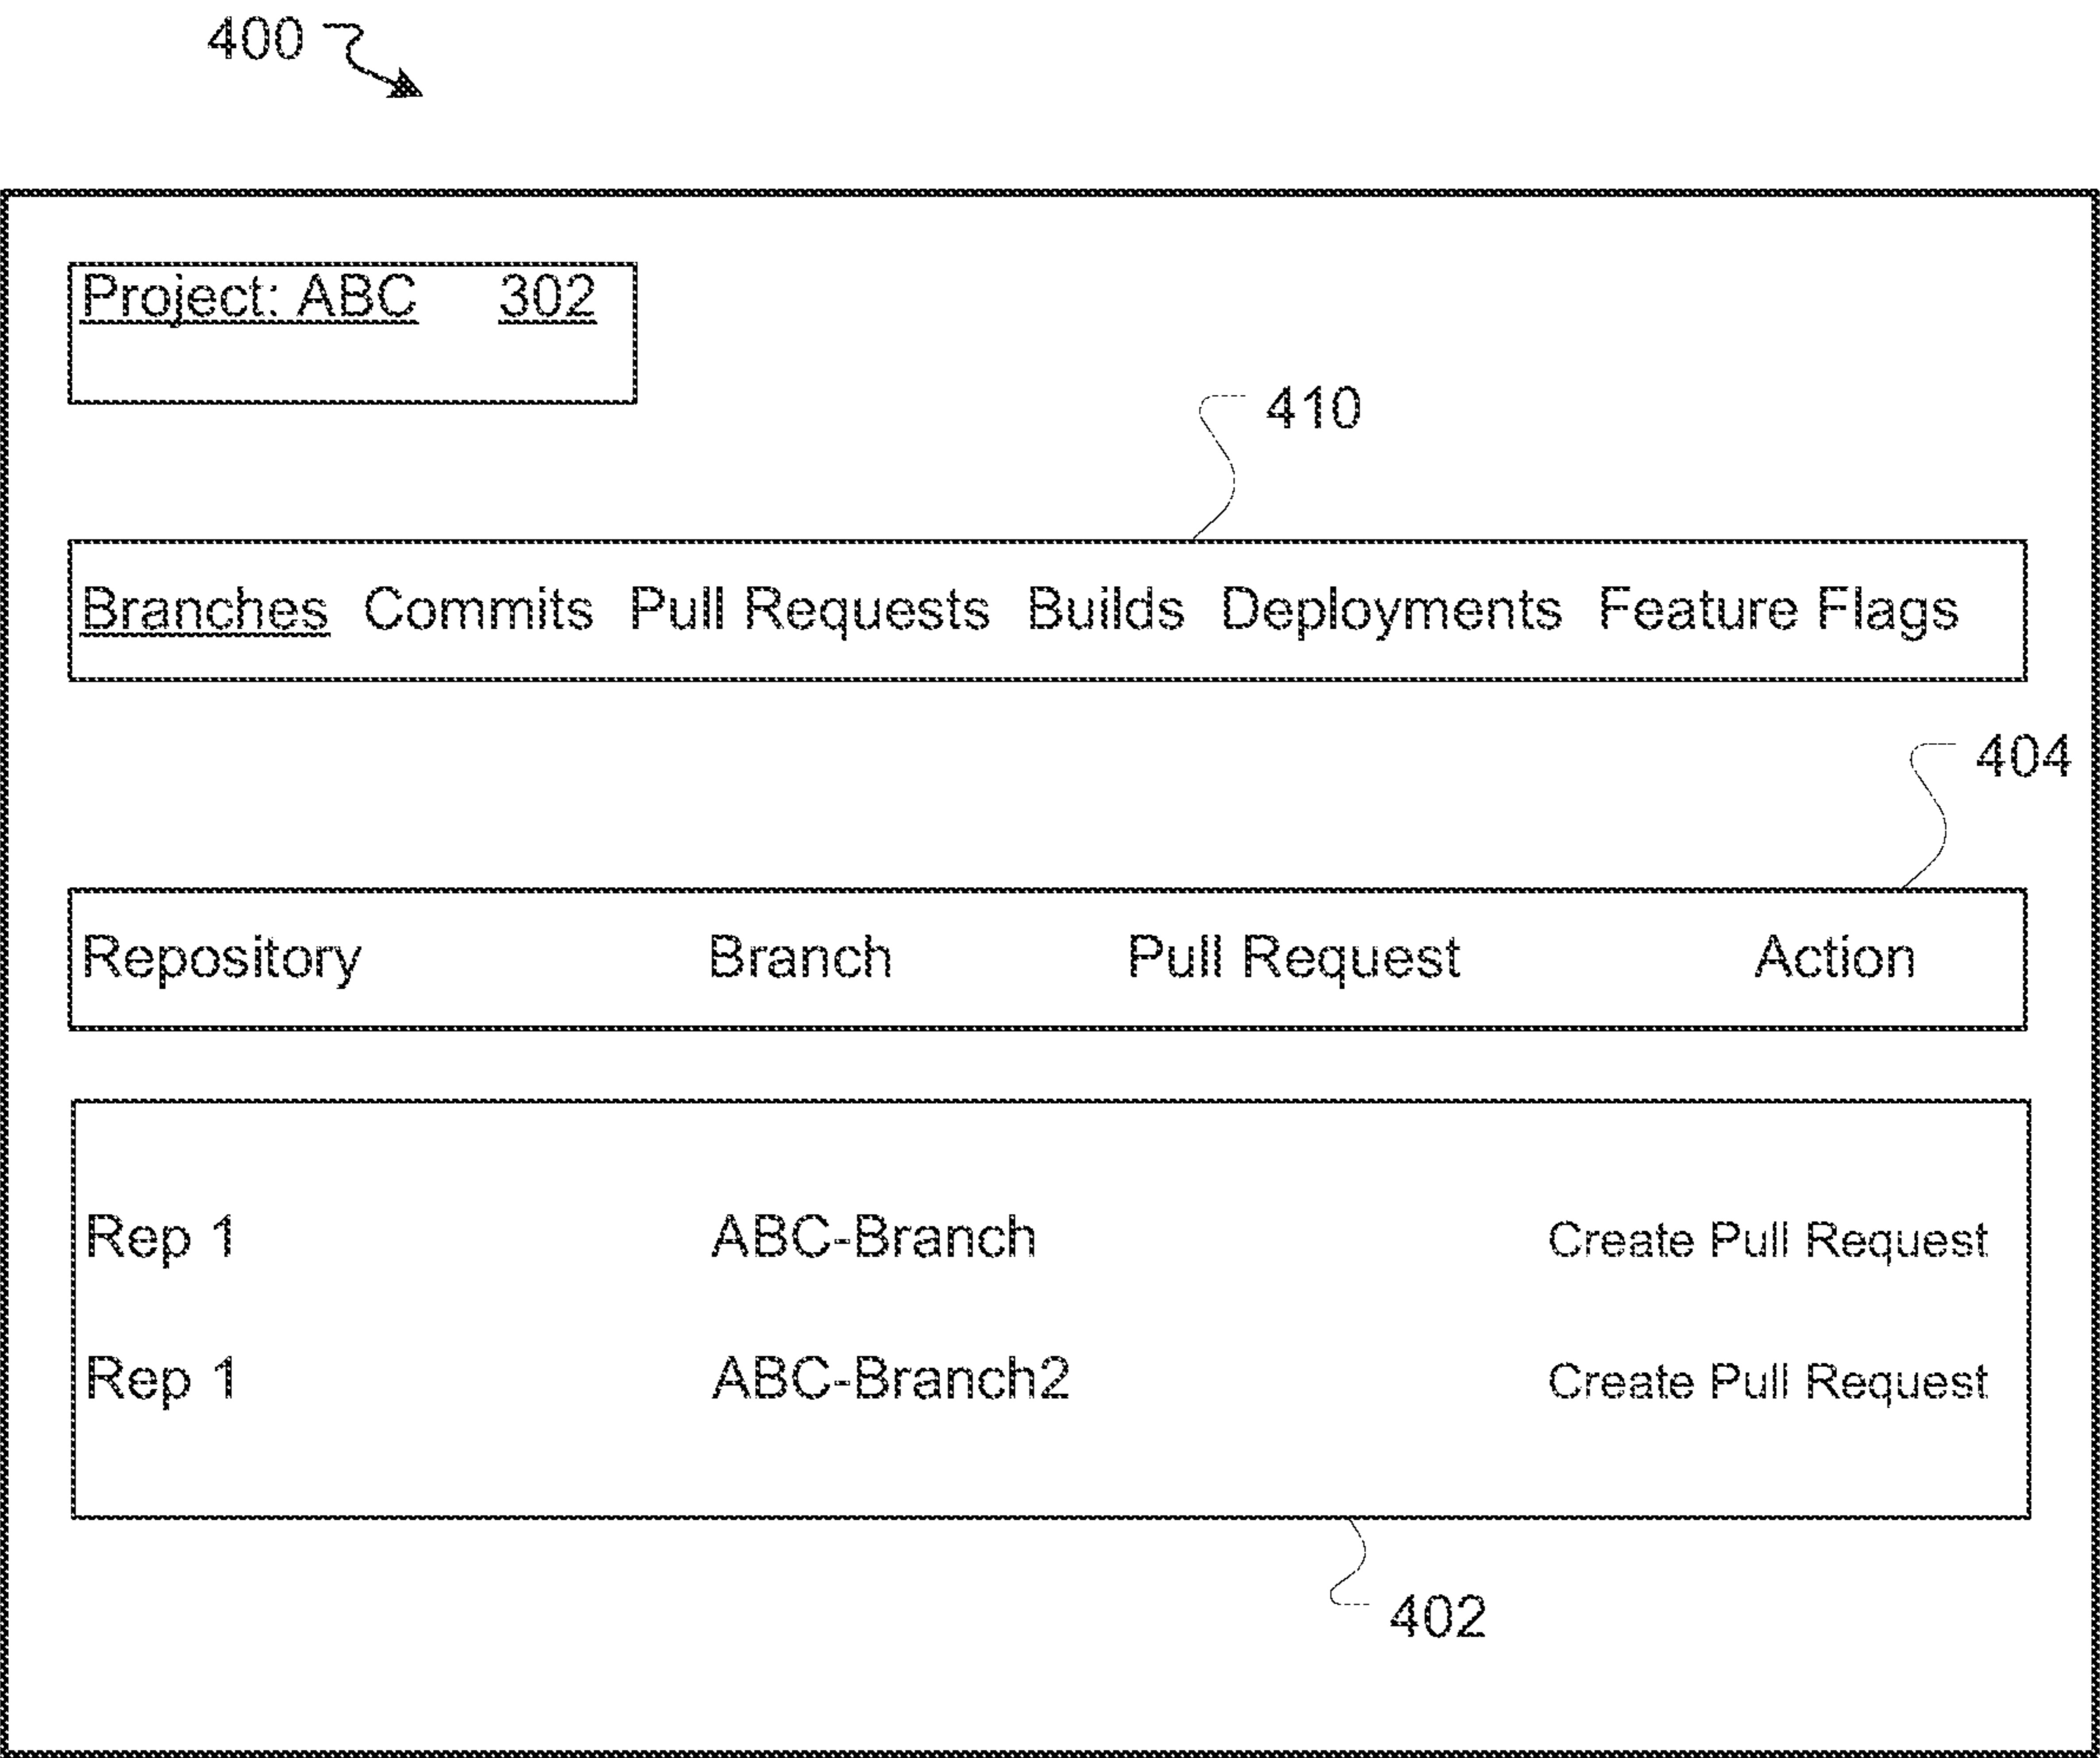 400
Project: ABC 302
410
Branches Commits Pull Requests Builds Deployments Feature Flags
404
Repository Branch Pull Request Action
Rep 1 ABC-Branch Create Pull Request
Rep 1 ABC-Branch2 Create Pull Request
402